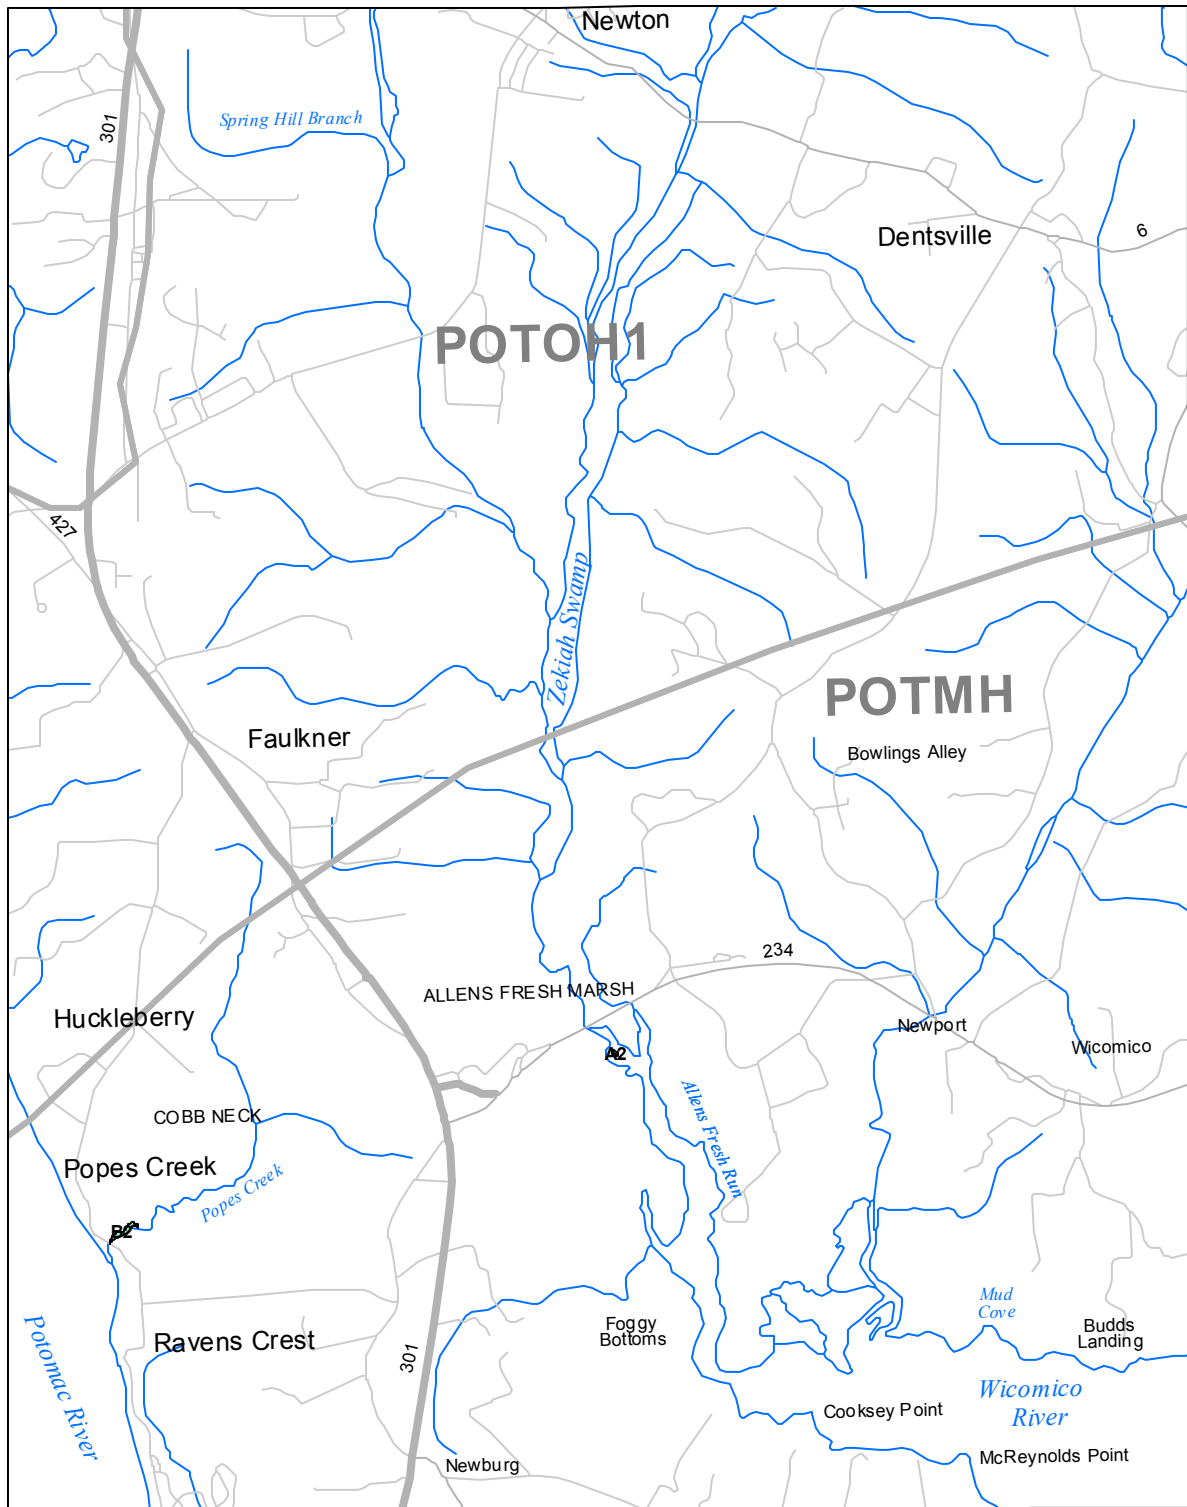 Newton
Spring Hill Branch
301
Dentsville
6
POTOH1
427
Zekiah Swamp
POTMH
Faulkner
Bowlings Alley
234
ALLENS FRESH MARSH
Huckleberry
Newport
Wicomico
A2
COBB NECK
Allens Fresh Run
Popes Creek
Popes Creek
B2
Mud
Cove
Potomac River
Foggy
Bottoms
Budds
Landing
Ravens Crest
301
Wicomico
River
Cooksey Point
McReynolds Point
Newburg